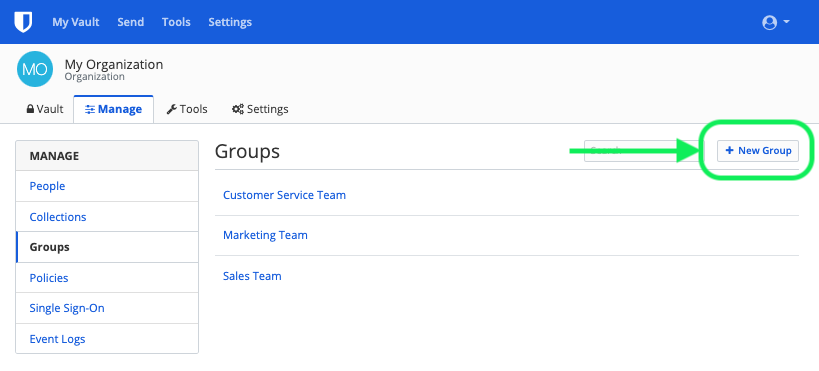 My Vault Send Tools Settings
MO
My Organization
Organization
Vault Manage Tools Settings
MANAGE
People
Collections
Groups
Policies
Single Sign-On
Event Logs
Groups
+ New Group
Customer Service Team
Marketing Team
Sales Team